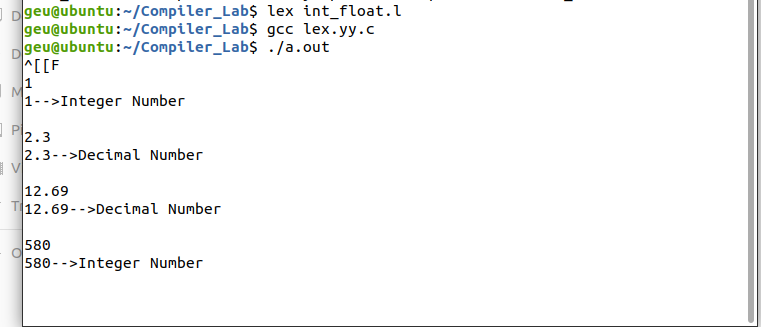 geu@ubuntu:~/Compiler_Lab$ lex int_float.l
geu@ubuntu:~/Compiler_Lab$ gcc lex.yy.c
geu@ubuntu:~/Compiler_Lab$ ./a.out
^[[F
1
1-->Integer Number
2.3
2.3-->Decimal Number
12.69
12.69-->Decimal Number
580
580-->Integer Number